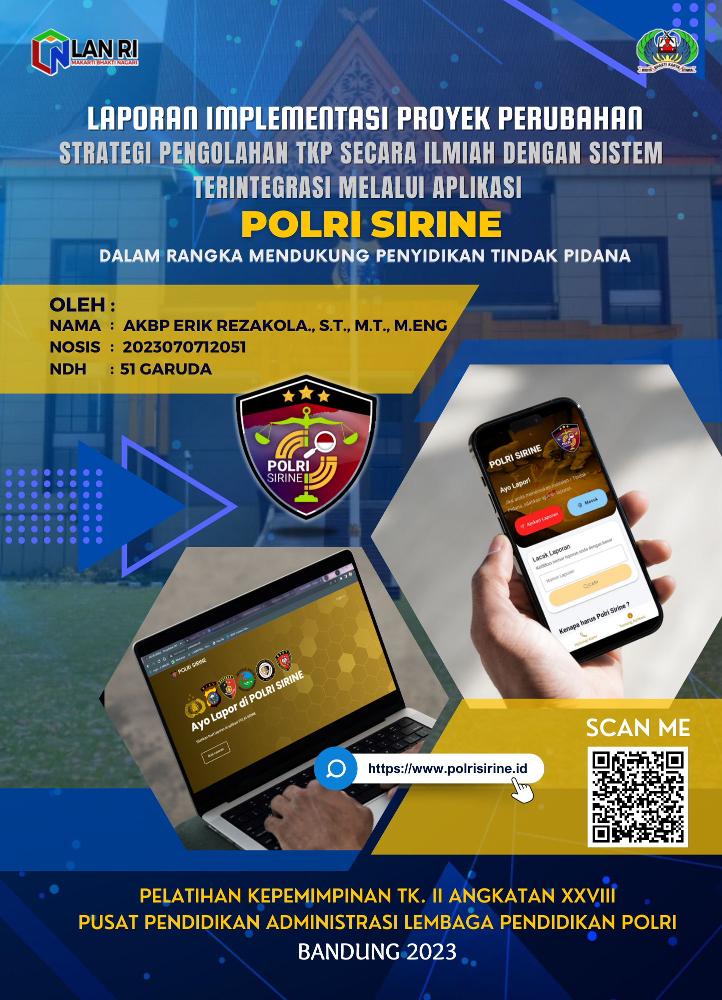 LAN RI
MAKARTI BHAKTI NAGARI
WIDYA BHAKTI KARYA UTAMA
LAPORAN IMPLEMENTASI PROYEK PERUBAHAN
STRATEGI PENGOLAHAN TKP SECARA ILMIAH DENGAN SISTEM
TERINTEGRASI MELALUI APLIKASI
POLRI SIRINE
DALAM RANGKA MENDUKUNG PENYIDIKAN TINDAK PIDANA
OLEH :
NAMA : AKBP ERIK REZAKOLA., S.T., M.T., M.ENG
NOSIS : 2023070712051
NDH : 51 GARUDA
POLRI
SIRINE
POLRI SIRINE
POLRI
SIRINE
Ayo Lapor!
Jika anda menemukan masalah / Tindak
Pidana, silahkan ajukan laporan.
Ajukan Laporan
Masuk
Lacak Laporan
Ketikkan nomor laporan anda dengan benar
Nomor Laporan
CARI
Kenapa harus Polri Sirine ?
Hubungi Kami
Tentang Aplikasi
POLRI SIRINE
Ayo Lapor di POLRI SIRINE
Silahkan buat laporan di aplikasi POLRI SIRINE
Buat Laporan
https://www.polrisirine.id
SCAN ME
PELATIHAN KEPEMIMPINAN TK. II ANGKATAN XXVIII
PUSAT PENDIDIKAN ADMINISTRASI LEMBAGA PENDIDIKAN POLRI
BANDUNG 2023